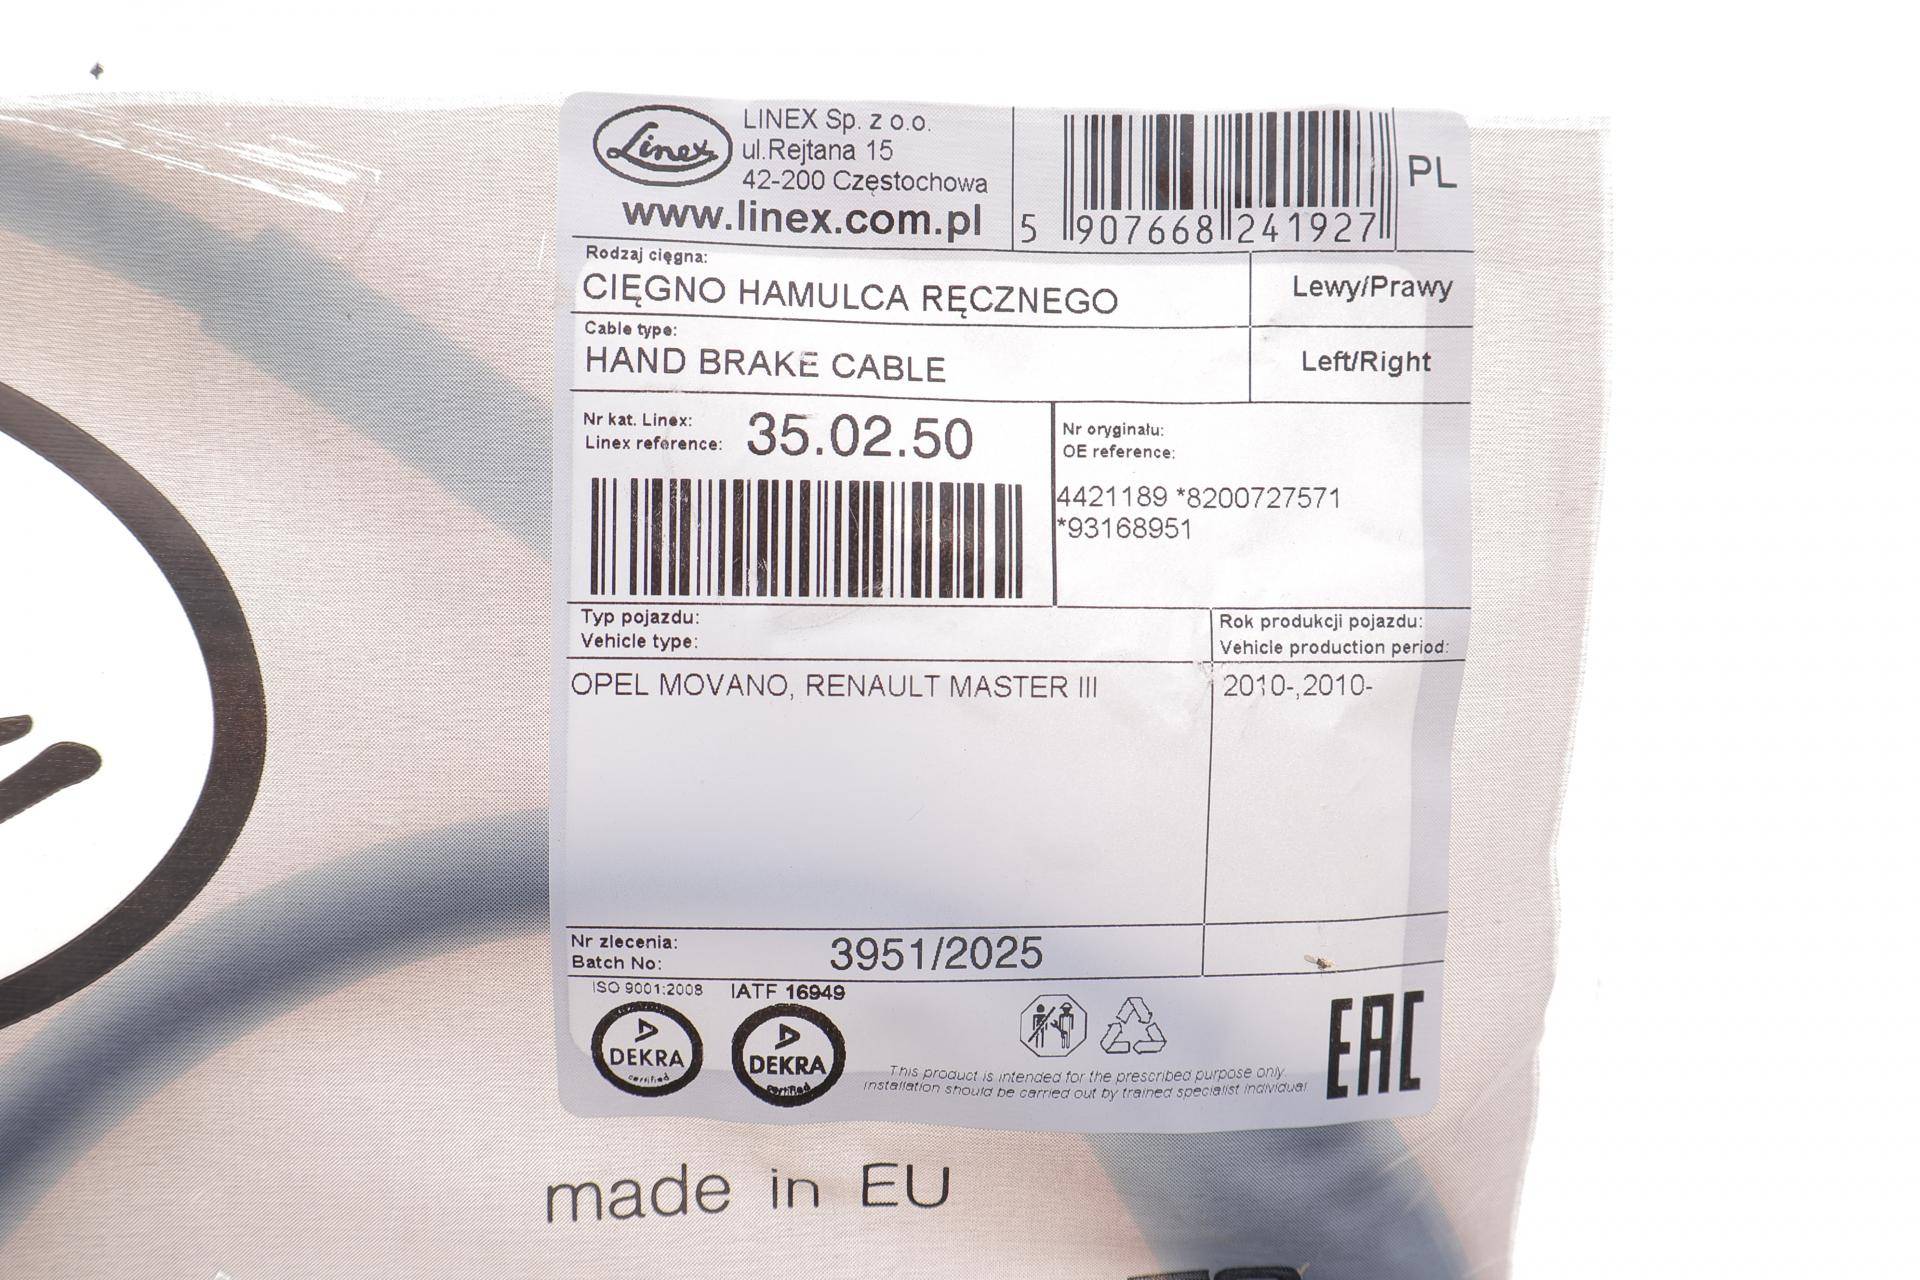 Linex
LINEX Sp. z o.o.
ul.Rejtana 15
42-200 Częstochowa
www.linex.com.pl
5 907668 241927
PL
Rodzaj cięgna:
CIĘGNO HAMULCA RĘCZNEGO
Lewy/Prawy
Cable type:
HAND BRAKE CABLE
Left/Right
Nr kat. Linex:
Linex reference:
35.02.50
Nr oryginału:
OE reference:
4421189 *8200727571
*93168951
Typ pojazdu:
Vehicle type:
Rok produkcji pojazdu:
Vehicle production period:
OPEL MOVANO, RENAULT MASTER III
2010-,2010-
Nr zlecenia:
Batch No:
3951/2025
ISO 9001:2008
IATF 16949
DEKRA
certified
DEKRA
certified
This product is intended for the prescribed purpose only.
Installation should be carried out by trained specialist individual
EAC
made in EU